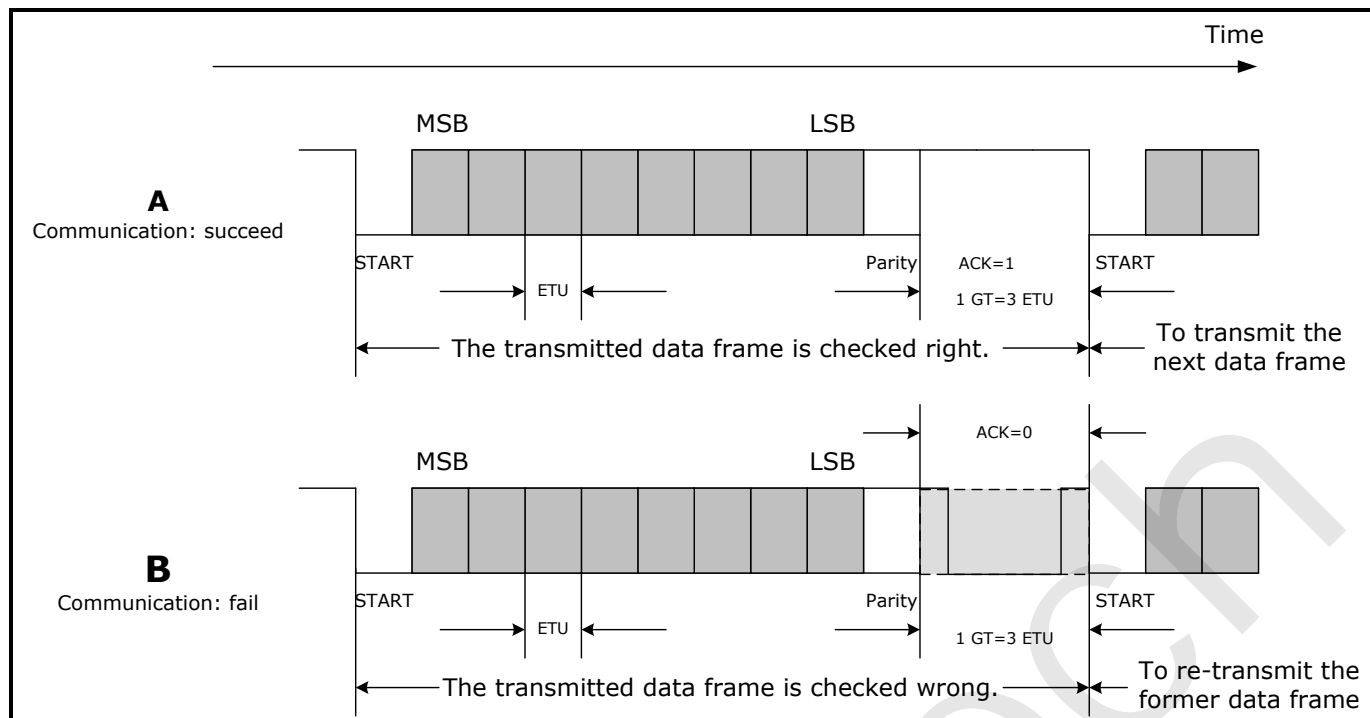 Time
MSB LSB
A
Communication: succeed
START Parity ACK=1 START
ETU 1 GT=3 ETU
The transmitted data frame is checked right.
To transmit the
next data frame
ACK=0
MSB LSB
B
Communication: fail
START Parity START
ETU 1 GT=3 ETU
The transmitted data frame is checked wrong.
To re-transmit the
former data frame